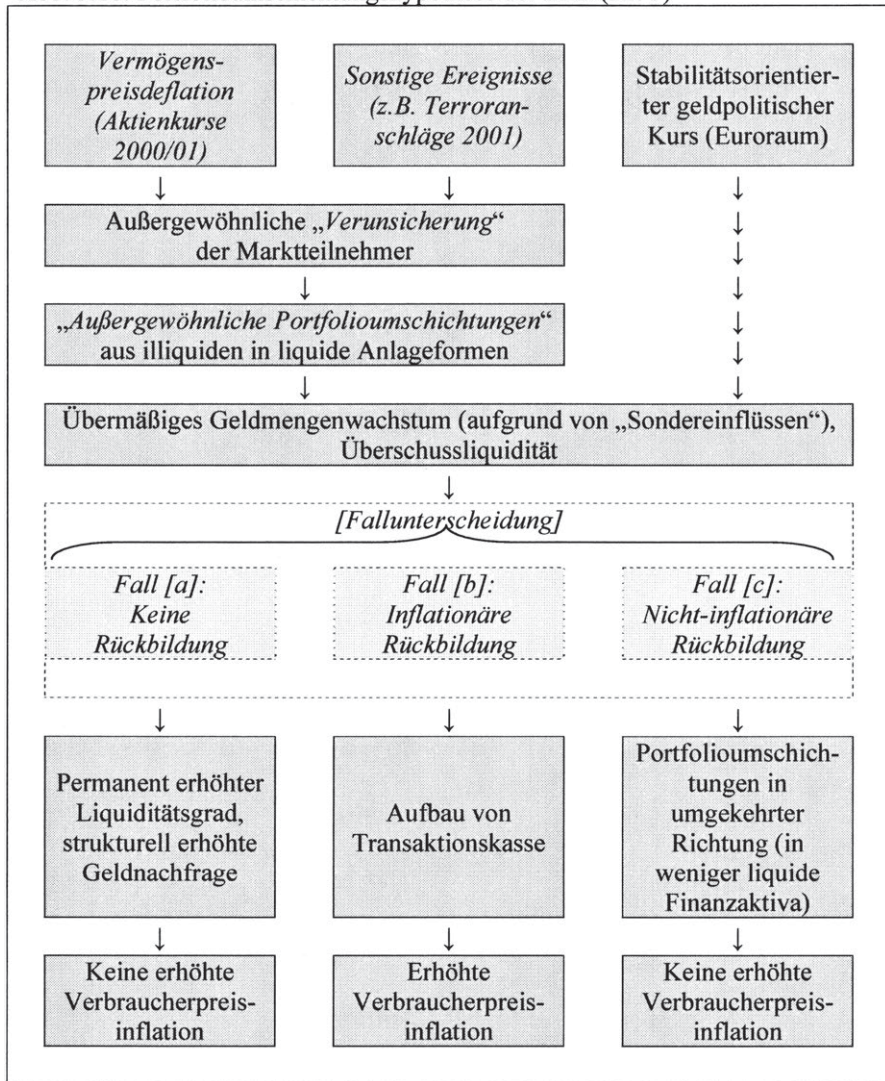 Vermögens-
preisdeflation
(Aktienkurse
2000/01)
Sonstige Ereignisse
(z.B. Terroran-
schläge 2001)
Stabilitätsorientier-
ter geldpolitischer
Kurs (Euroraum)
Außergewöhnliche „Verunsicherung“
der Marktteilnehmer
„Außergewöhnliche Portfolioumschichtungen“
aus illiquiden in liquide Anlageformen
Übermäßiges Geldmengenwachstum (aufgrund von „Sondereinflüssen“),
Überschussliquidität
[Fallunterscheidung]
Fall [a]:
Keine
Rückbildung
Fall [b]:
Inflationäre
Rückbildung
Fall [c]:
Nicht-inflationäre
Rückbildung
Permanent erhöhter
Liquiditätsgrad,
strukturell erhöhte
Geldnachfrage
Aufbau von
Transaktionskasse
Portfolioumschich-
tungen in
umgekehrter
Richtung (in
weniger liquide
Finanzaktiva)
Keine erhöhte
Verbraucherpreis-
inflation
Erhöhte
Verbraucherpreis-
inflation
Keine erhöhte
Verbraucherpreis-
inflation